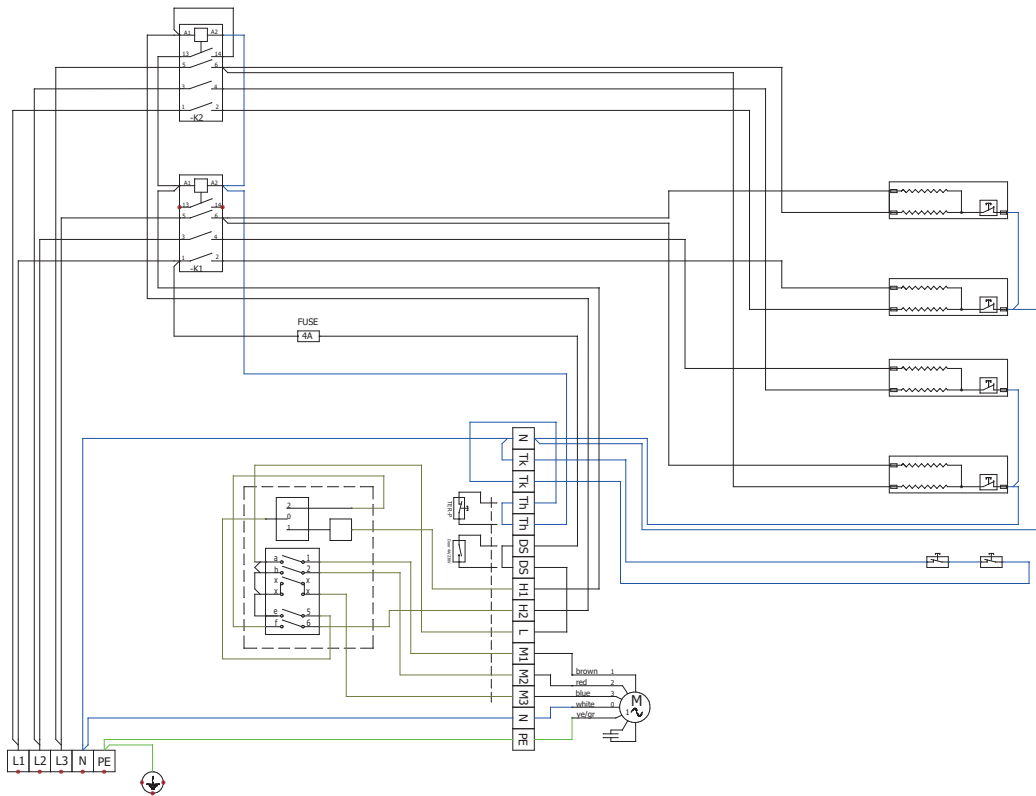 A1 A2
13 14
5 6
3 4
1 2
-K2
A1 A2
13 14
5 6
3 4
1 2
-K1
FUSE
4A
N
Tk
Tk
Th
Th
DS
DS
H1
H2
L
M1
M2
M3
N
PE
TER-P
2
0
1
a 1
b 2
x x
x x
e 5
f 6
brown 1
red 2
blue 3
white 0
ye/gr
M
1
L1 L2 L3 N PE